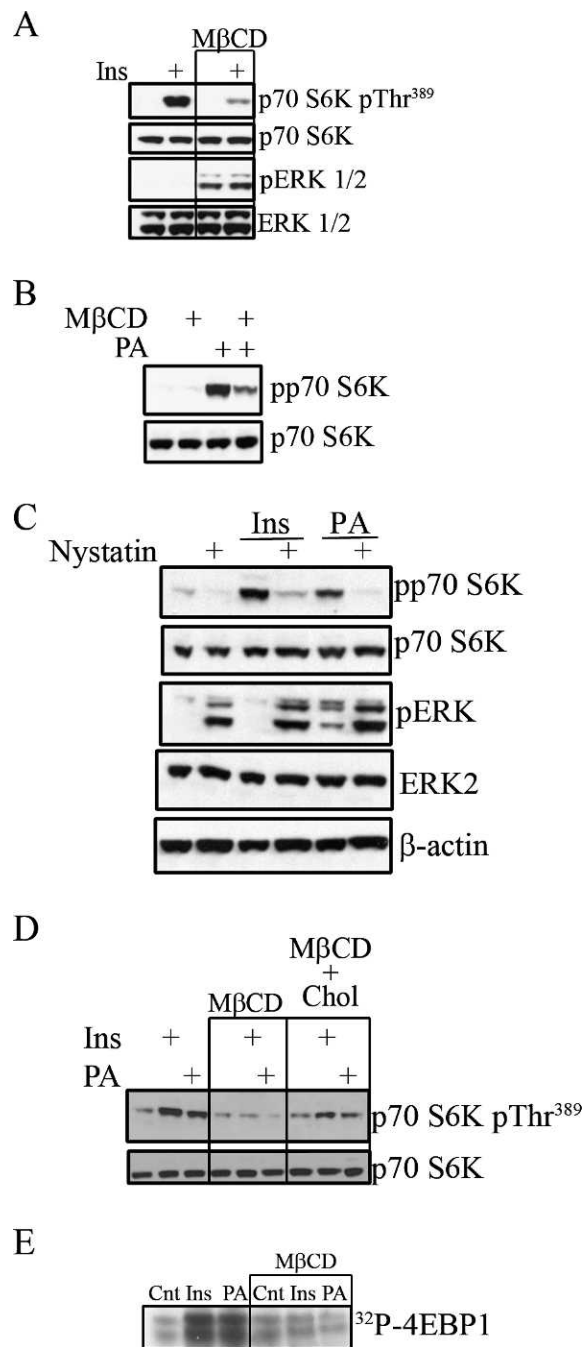 A
MβCD
Ins + +
p70 S6K pThr³⁸⁹
p70 S6K
pERK 1/2
ERK 1/2
B
MβCD + +
PA + +
pp70 S6K
p70 S6K
C
Ins PA
Nystatin + + +
pp70 S6K
p70 S6K
pERK
ERK2
β-actin
D
MβCD
+
Chol
MβCD
Ins + + +
PA + + +
p70 S6K pThr³⁸⁹
p70 S6K
E
MβCD
Cnt Ins PA Cnt Ins PA
³²P-4EBP1